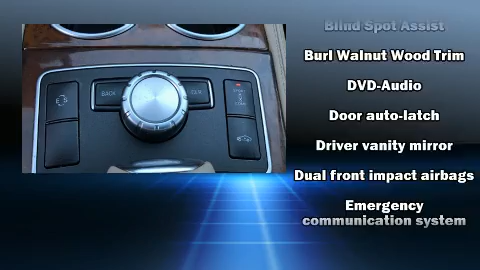 Blind Spot Assist
Burl Walnut Wood Trim
DVD-Audio
Door auto-latch
Driver vanity mirror
Dual front impact airbags
Emergency
communication system
BACK
CLR